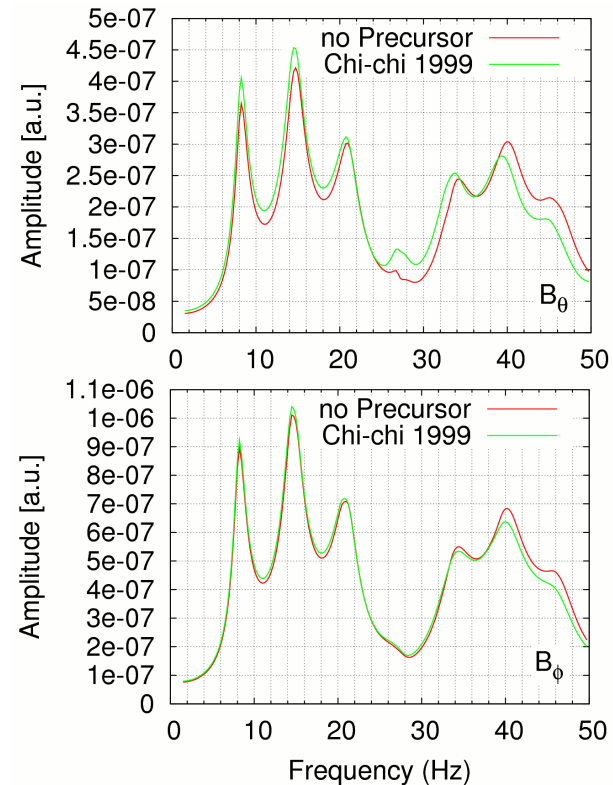 5e-07
4.5e-07
4e-07
3.5e-07
3e-07
2.5e-07
2e-07
1.5e-07
1e-07
5e-08
0
Amplitude [a.u.]
no Precursor
Chi-chi 1999
Bθ
0 10 20 30 40 50
1.1e-06
1e-06
9e-07
8e-07
7e-07
6e-07
5e-07
4e-07
3e-07
2e-07
1e-07
0
Amplitude [a.u.]
no Precursor
Chi-chi 1999
Bϕ
0 10 20 30 40 50
Frequency (Hz)